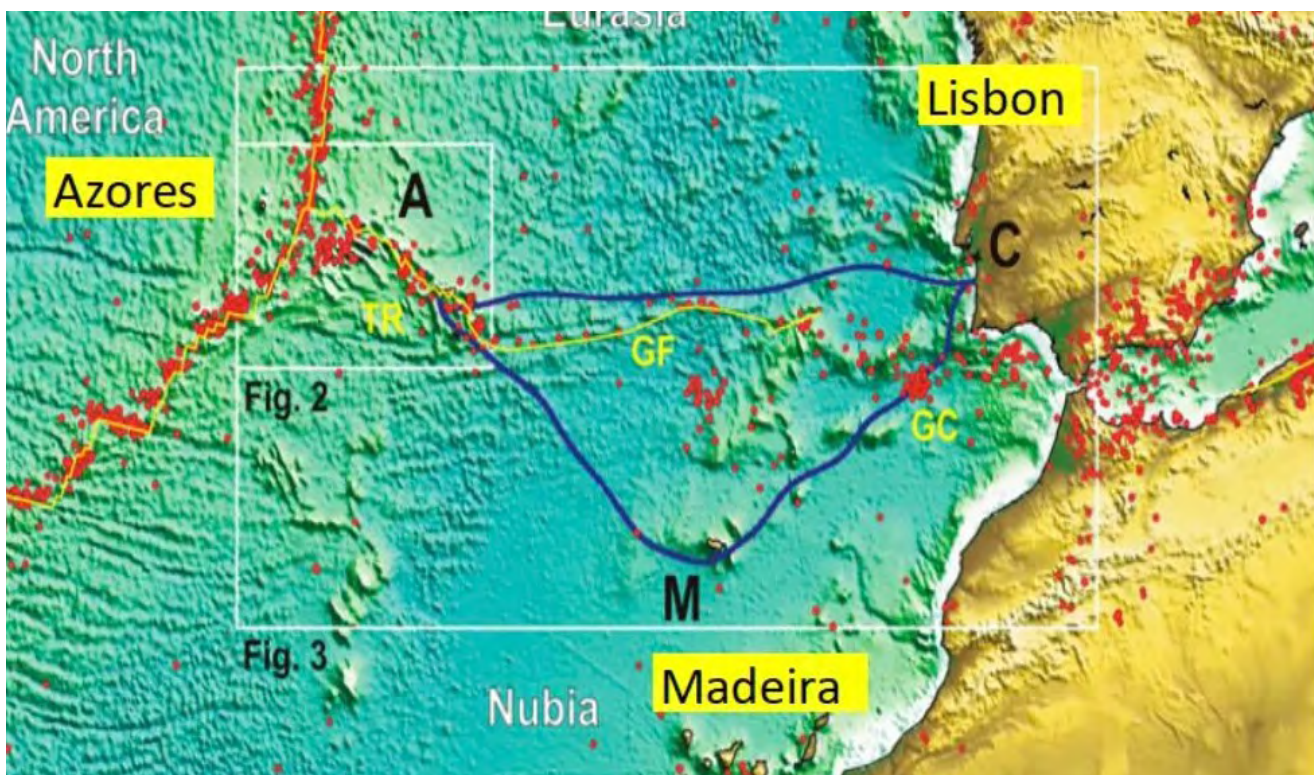 Eurasia
North
America
Lisbon
Azores
A
C
TR
GF
Fig. 2
GC
M
Fig. 3
Madeira
Nubia